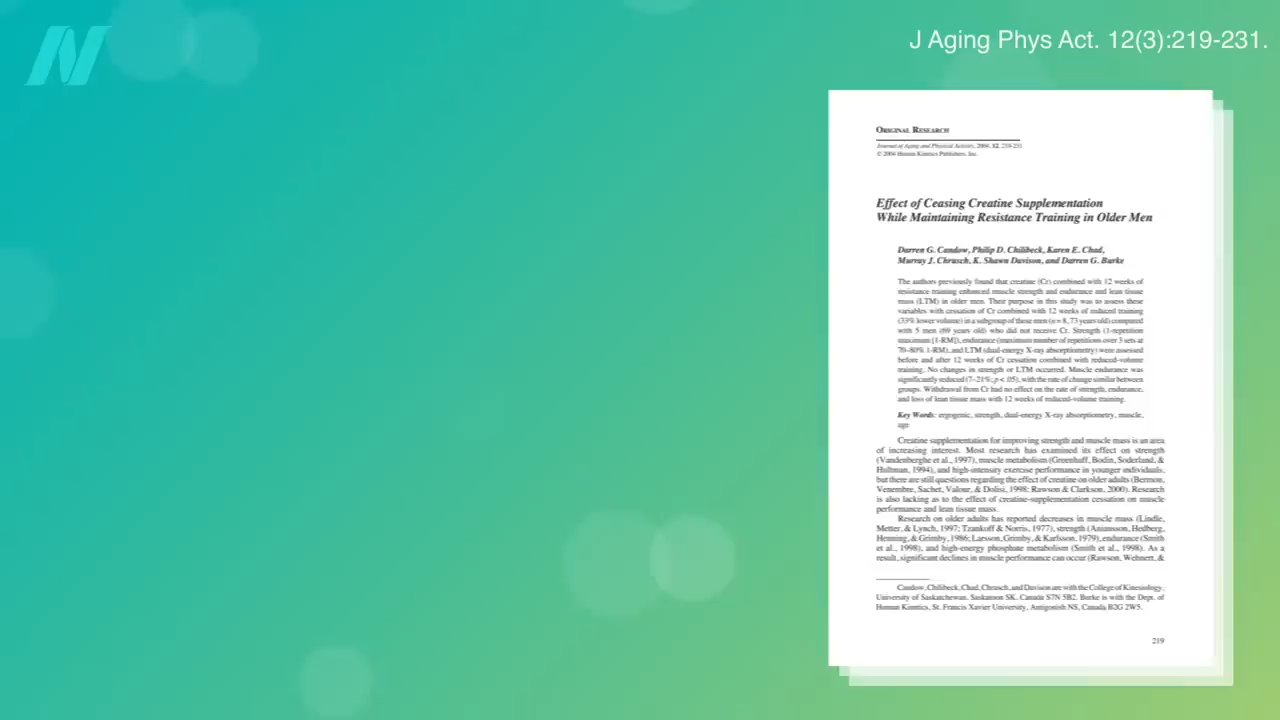 J Aging Phys Act. 12(3):219-231.
ORIGINAL RESEARCH
Journal of Aging and Physical Activity, 2004, 12, 219-231
© 2004 Human Kinetics Publishers, Inc.
Effect of Ceasing Creatine Supplementation
While Maintaining Resistance Training in Older Men
Darren G. Candow, Philip D. Chilibeck, Karen E. Chad,
Murray J. Chrusch, K. Shawn Davison, and Darren G. Burke
The authors previously found that creatine (Cr) combined with 12 weeks of
resistance training enhanced muscle strength and endurance and lean tissue
mass (LTM) in older men. Their purpose in this study was to assess these
variables with cessation of Cr combined with 12 weeks of reduced training
(33% lower volume) in a subgroup of those men (n = 8, 73 years old) compared
with 5 men (69 years old) who did not receive Cr. Strength (1-repetition
maximum [1-RM]), endurance (maximum number of repetitions over 3 sets at
70–80% 1-RM), and LTM (dual-energy X-ray absorptiometry) were assessed
before and after 12 weeks of Cr cessation combined with reduced-volume
training. No changes in strength or LTM occurred. Muscle endurance was
significantly reduced (7–21%; p < .05), with the rate of change similar between
groups. Withdrawal from Cr had no effect on the rate of strength, endurance,
and loss of lean tissue mass with 12 weeks of reduced-volume training.
Key Words: ergogenic, strength, dual-energy X-ray absorptiometry, muscle,
age
Creatine supplementation for improving strength and muscle mass is an area
of increasing interest. Most research has examined its effect on strength
(Vandenberghe et al., 1997), muscle metabolism (Greenhaff, Bodin, Soderland, &
Hultman, 1994), and high-intensity exercise performance in younger individuals,
but there are still questions regarding the effect of creatine on older adults (Bermon,
Venembre, Sachet, Valour, & Dolisi, 1998; Rawson & Clarkson, 2000). Research
is also lacking as to the effect of creatine-supplementation cessation on muscle
performance and lean tissue mass.
Research on older adults has reported decreases in muscle mass (Lindle,
Metter, & Lynch, 1997; Tzankoff & Norris, 1977), strength (Aniansson, Hedberg,
Henning, & Grimby, 1986; Larsson, Grimby, & Karlsson, 1979), endurance (Smith
et al., 1998), and high-energy phosphate metabolism (Smith et al., 1998). As a
result, significant declines in muscle performance can occur (Rawson, Wehnert, &
Candow, Chilibeck, Chad, Chrusch, and Davison are with the College of Kinesiology,
University of Saskatchewan, Saskatoon SK, Canada S7N 5B2. Burke is with the Dept. of
Human Kinetics, St. Francis Xavier University, Antigonish NS, Canada B2G 2W5.
219